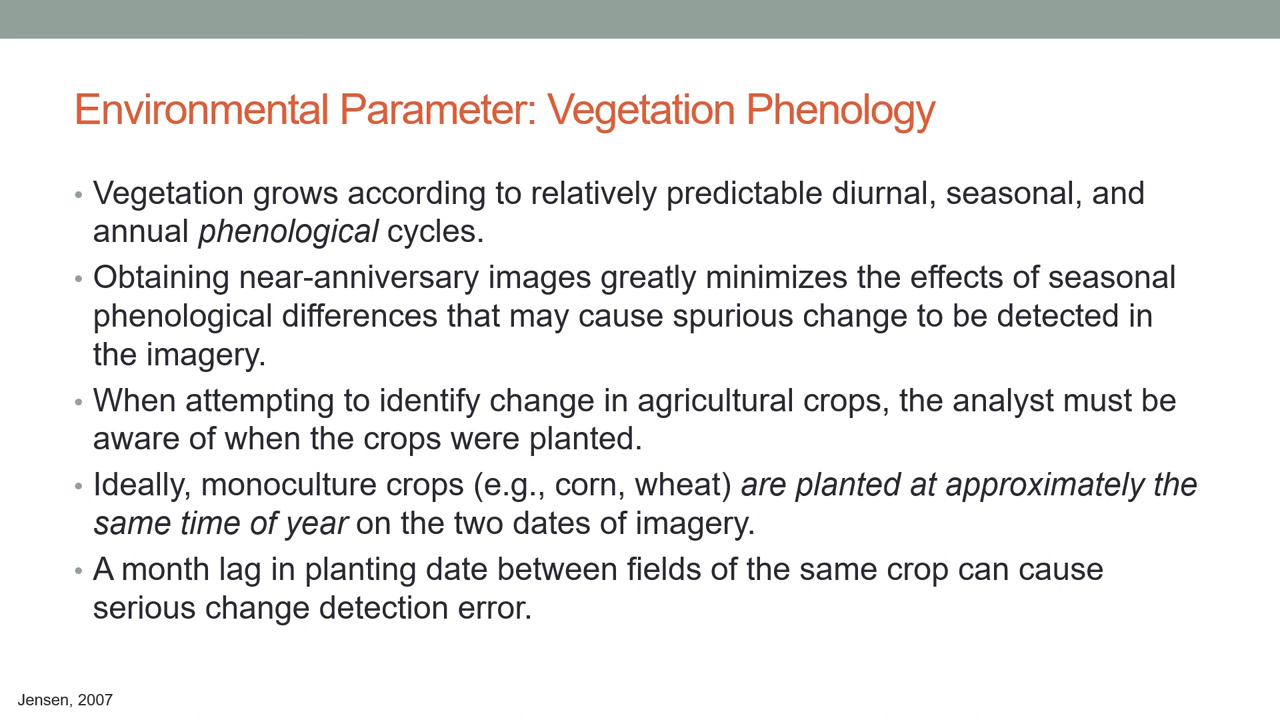 Environmental Parameter: Vegetation Phenology
• Vegetation grows according to relatively predictable diurnal, seasonal, and
annual phenological cycles.
• Obtaining near-anniversary images greatly minimizes the effects of seasonal
phenological differences that may cause spurious change to be detected in
the imagery.
• When attempting to identify change in agricultural crops, the analyst must be
aware of when the crops were planted.
• Ideally, monoculture crops (e.g., corn, wheat) are planted at approximately the
same time of year on the two dates of imagery.
• A month lag in planting date between fields of the same crop can cause
serious change detection error.
Jensen, 2007